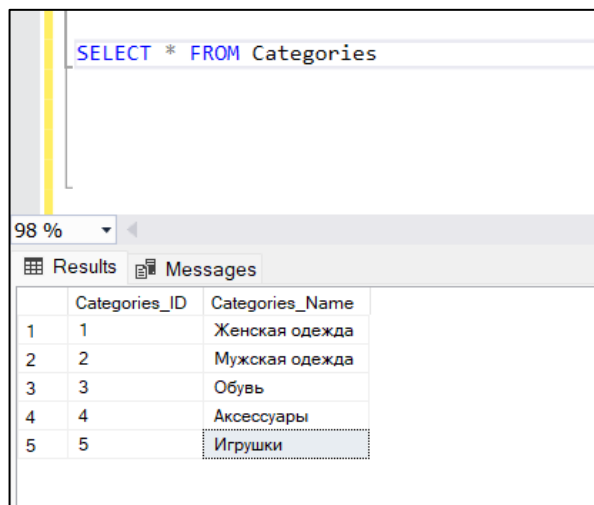 SELECT * FROM Categories
98 %
Results Messages
Categories_ID Categories_Name
1 1 Женская одежда
2 2 Мужская одежда
3 3 Обувь
4 4 Аксессуары
5 5 Игрушки